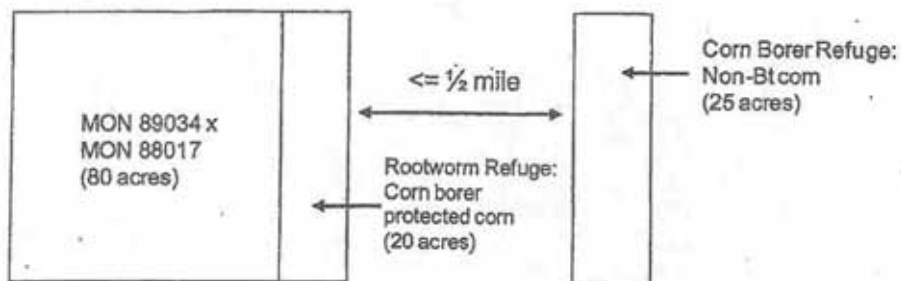 MON 89034 x
MON 88017
(80 acres)
<= ½ mile
Rootworm Refuge:
Corn borer
protected corn
(20 acres)
Corn Borer Refuge:
Non-Bt corn
(25 acres)